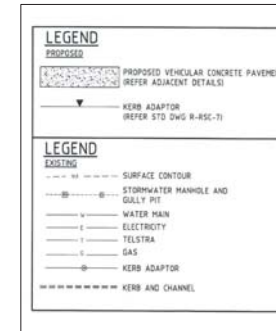 LEGEND
PROPOSED
PROPOSED VEHICULAR CONCRETE PAVEME
(REFER ADJACENT DETAILS)
KERB ADAPTOR
(REFER STD DWG R-RSC-7)
LEGEND
EXISTING
SURFACE CONTOUR
STORMWATER MANHOLE AND
GULLY PIT
W WATER MAIN
E ELECTRICITY
T TELSTRA
G GAS
KERB ADAPTOR
KERB AND CHANNEL